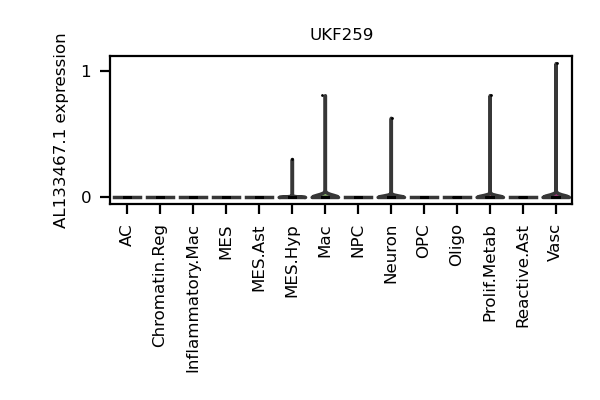 UKF259
AL133467.1 expression
1
0
AC
Chromatin.Reg
Inflammatory.Mac
MES
MES.Ast
MES.Hyp
Mac
NPC
Neuron
OPC
Oligo
Prolif.Metab
Reactive.Ast
Vasc